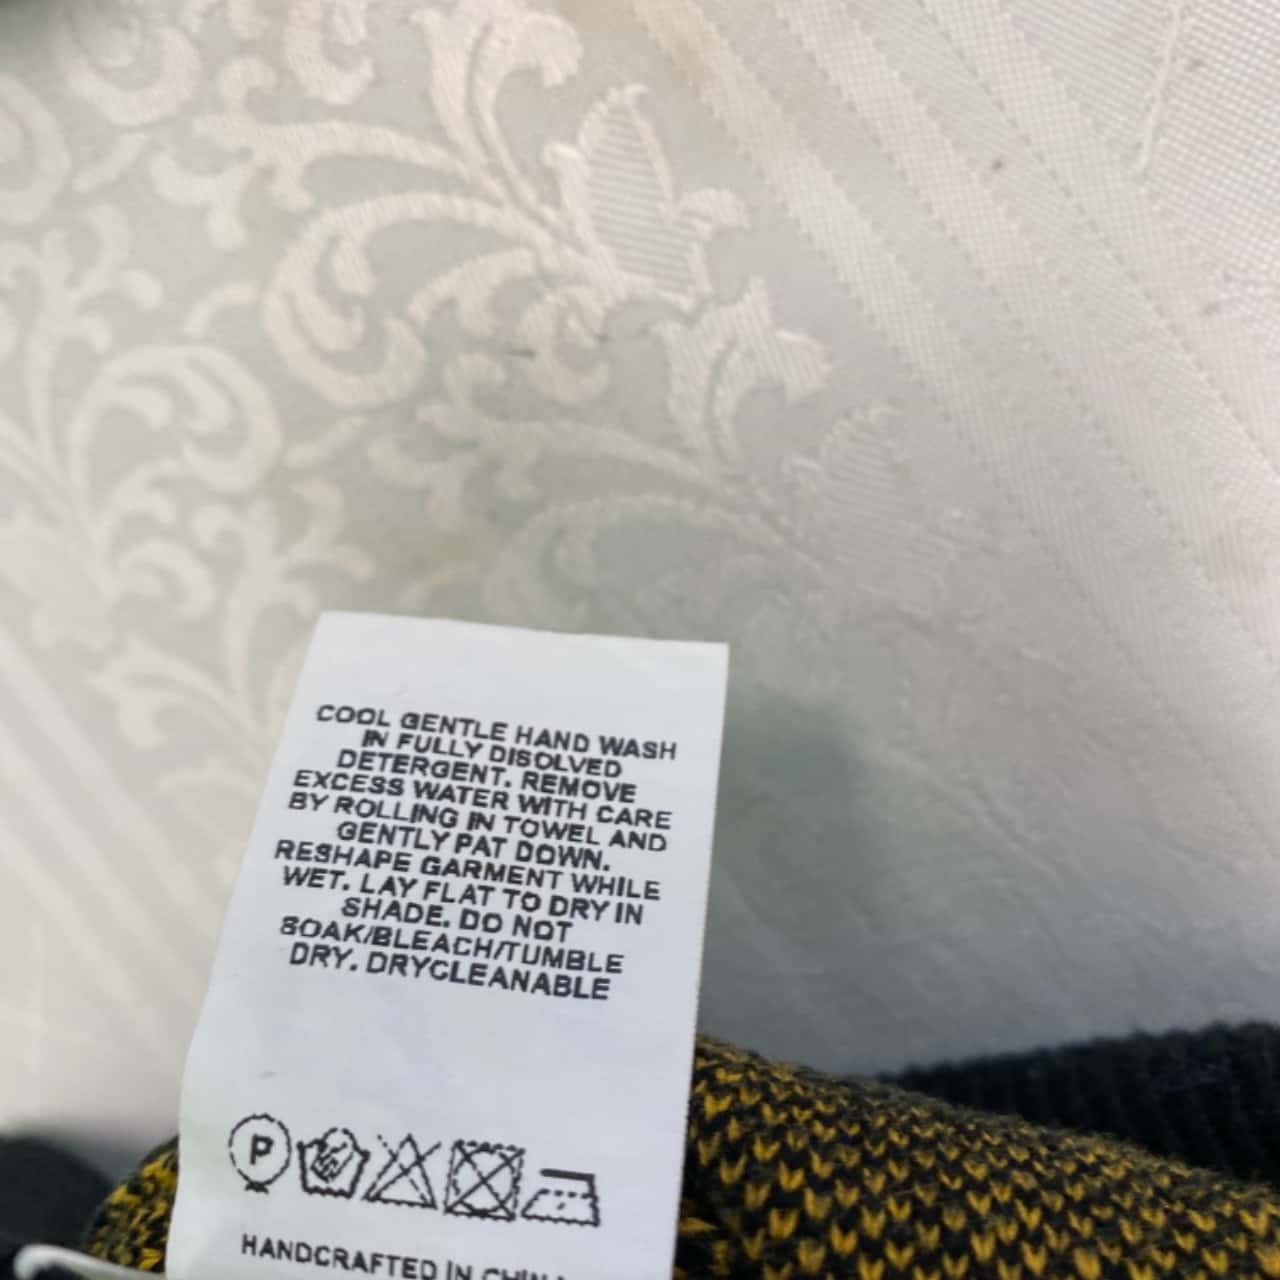 COOL GENTLE HAND WASH
IN FULLY DISOLVED
DETERGENT. REMOVE
EXCESS WATER WITH CARE
BY ROLLING IN TOWEL AND
GENTLY PAT DOWN.
RESHAPE GARMENT WHILE
WET. LAY FLAT TO DRY IN
SHADE. DO NOT
SOAK/BLEACH/TUMBLE
DRY. DRYCLEANABLE
P
HANDCRAFTED IN CHINA